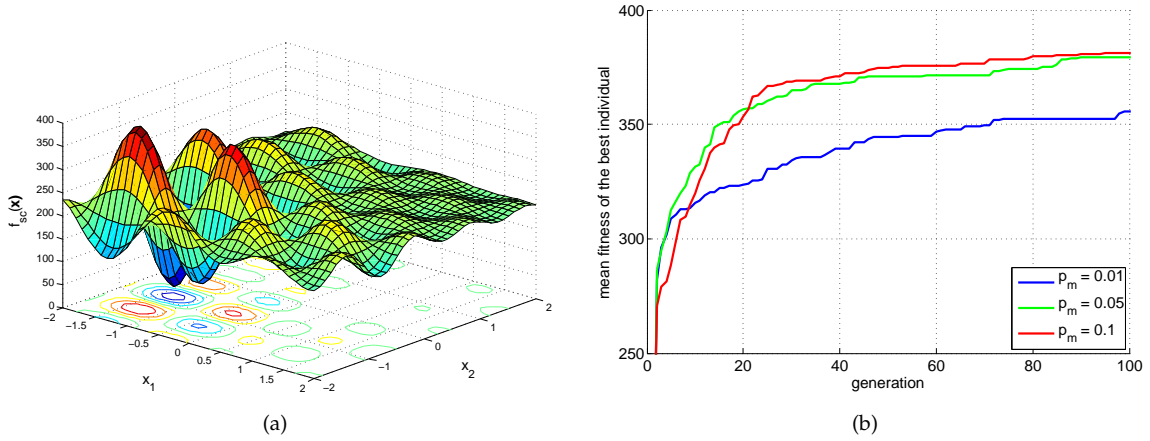 400
350
300
250
200
150
100
50
0
f_sc(x)
−2
−1.5
−1
−0.5
0
0.5
1
1.5
2
x_1
−2
−1
0
1
2
x_2
(a)
400
350
300
250
mean fitness of the best individual
0 20 40 60 80 100
generation
p_m = 0.01
p_m = 0.05
p_m = 0.1
(b)